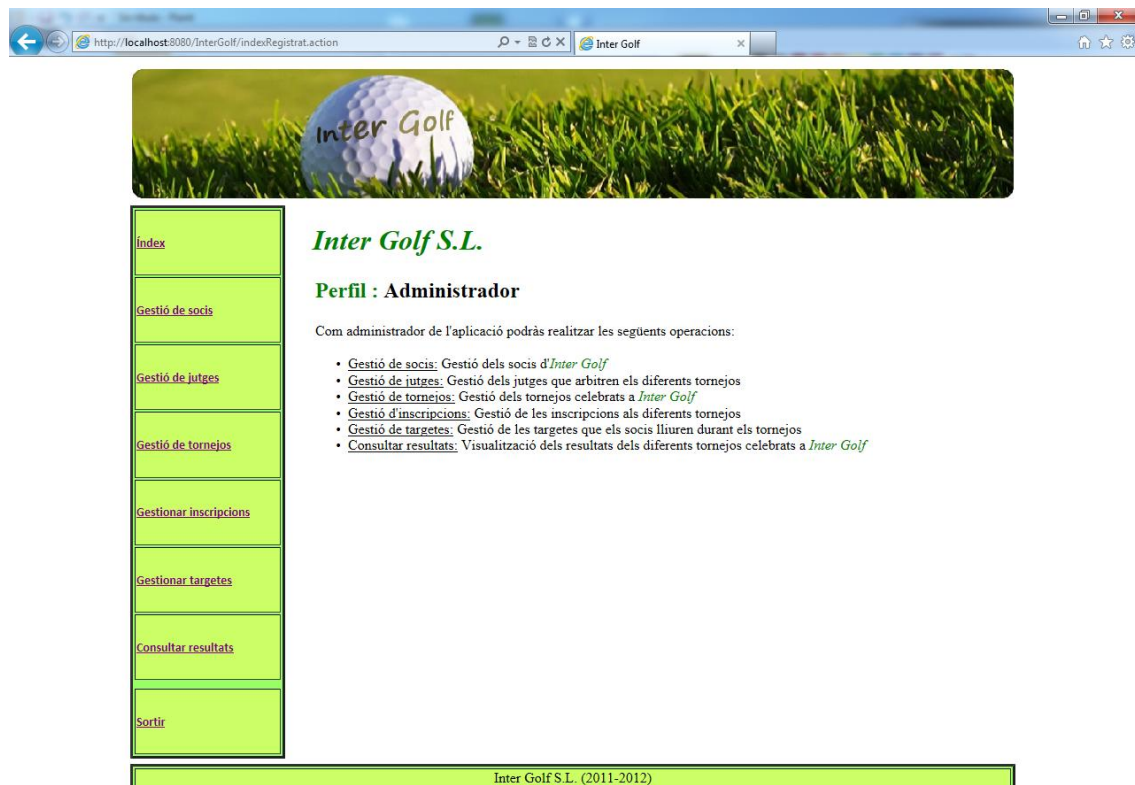 http://localhost:8080/InterGolf/indexRegistrat.action
Inter Golf
Inter Golf
Índex
Gestió de socis
Gestió de jutges
Gestió de tornejos
Gestionar inscripcions
Gestionar targetes
Consultar resultats
Sortir
Inter Golf S.L.
Perfil : Administrador
Com administrador de l'aplicació podràs realitzar les següents operacions:
• Gestió de socis: Gestió dels socis d'Inter Golf
• Gestió de jutges: Gestió dels jutges que arbitren els diferents tornejos
• Gestió de tornejos: Gestió dels tornejos celebrats a Inter Golf
• Gestió d'inscripcions: Gestió de les inscripcions als diferents tornejos
• Gestió de targetes: Gestió de les targetes que els socis lliuren durant els tornejos
• Consultar resultats: Visualització dels resultats dels diferents tornejos celebrats a Inter Golf
Inter Golf S.L. (2011-2012)